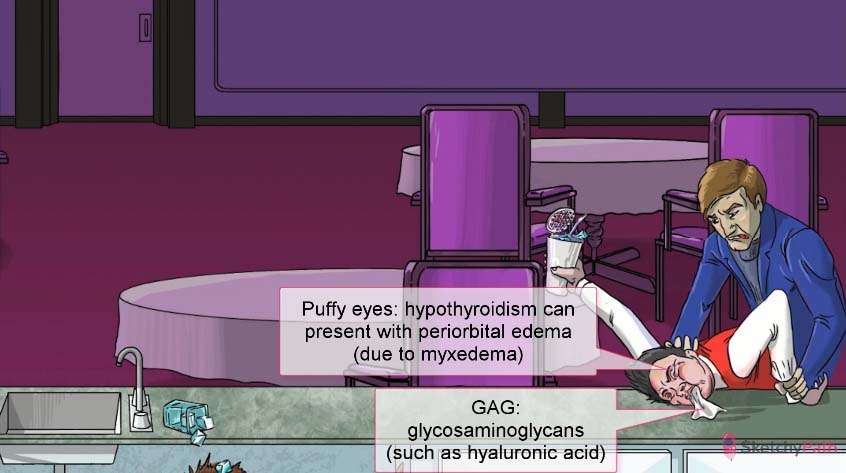 Puffy eyes: hypothyroidism can
present with periorbital edema
(due to myxedema)
GAG:
glycosaminoglycans
(such as hyaluronic acid)
SketchyPath